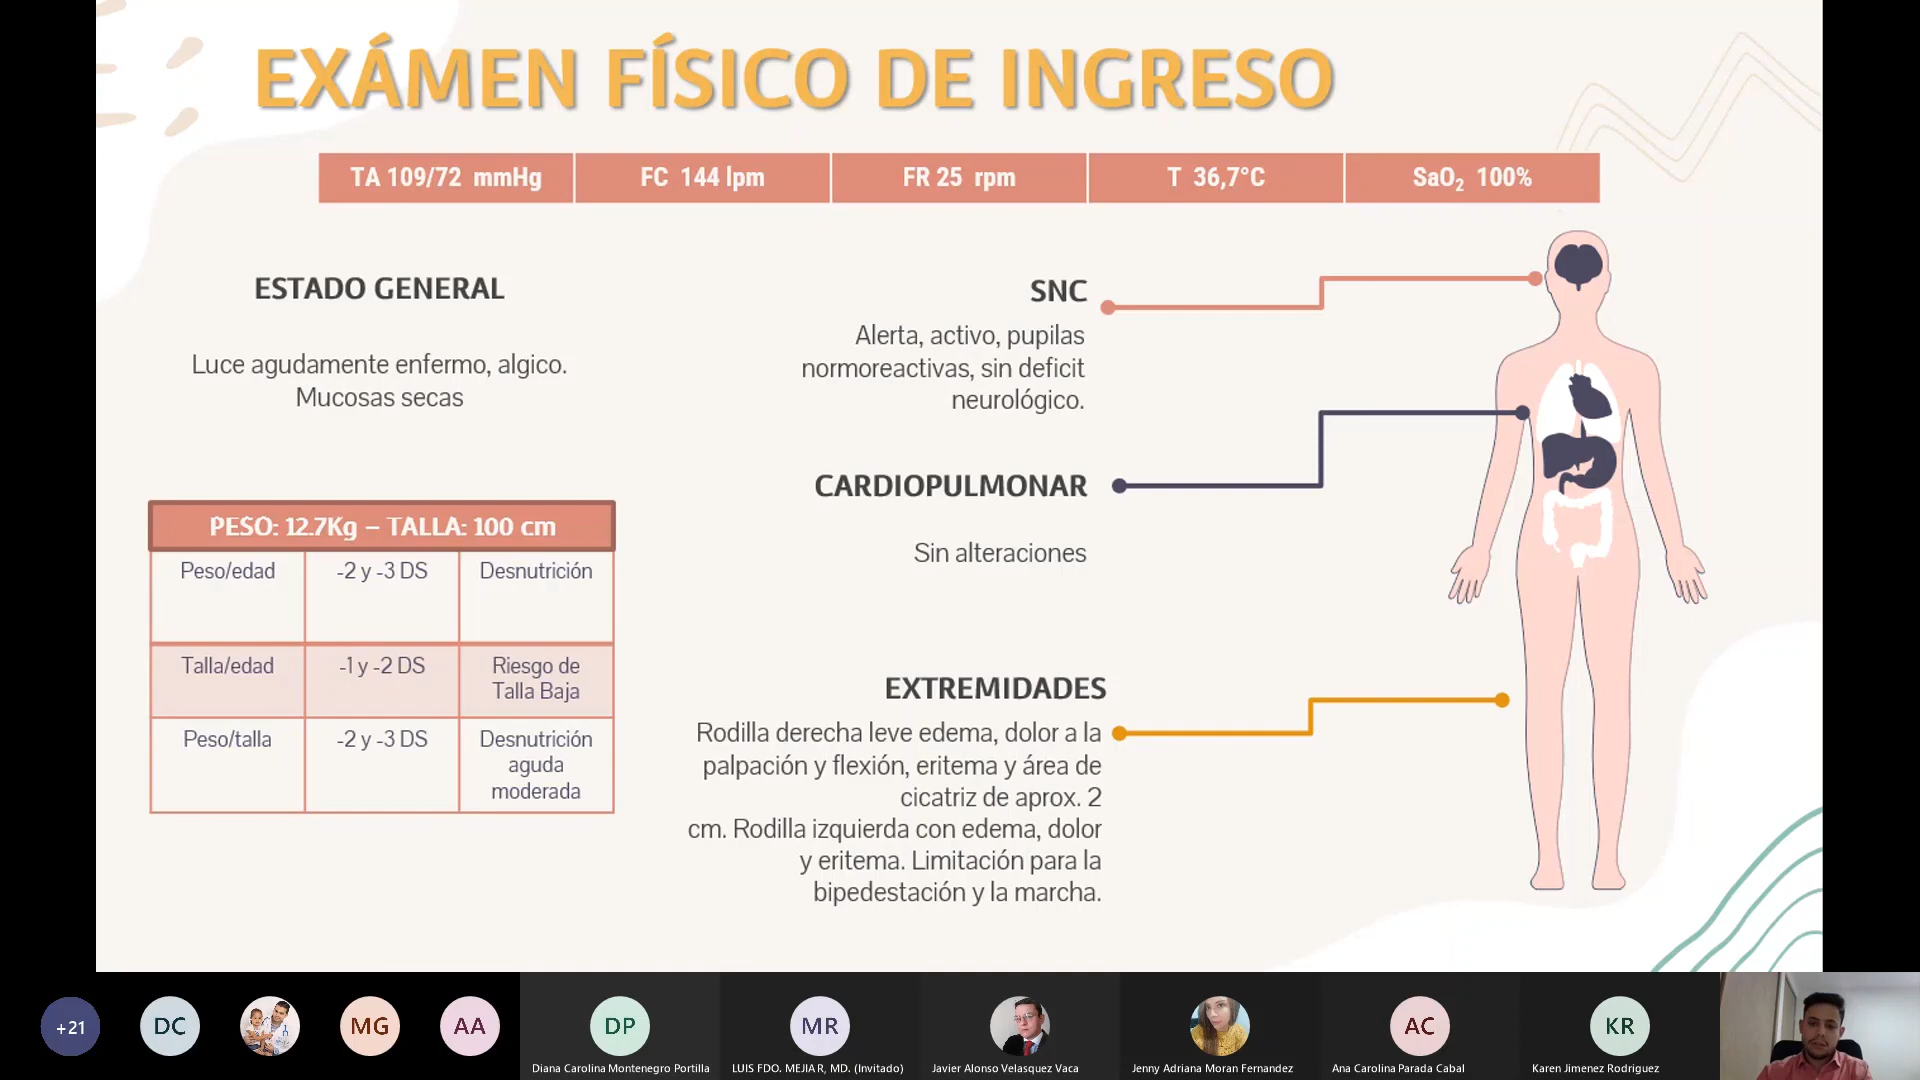 EXÁMEN FÍSICO DE INGRESO
TA 109/72 mmHg
FC 144 lpm
FR 25 rpm
T 36,7°C
SaO₂ 100%
ESTADO GENERAL
Luce agudamente enfermo, algico.
Mucosas secas
PESO: 12.7Kg – TALLA: 100 cm
Peso/edad
-2 y -3 DS
Desnutrición
Talla/edad
-1 y -2 DS
Riesgo de
Talla Baja
Peso/talla
-2 y -3 DS
Desnutrición
aguda
moderada
SNC
Alerta, activo, pupilas
normoreactivas, sin deficit
neurológico.
CARDIOPULMONAR
Sin alteraciones
EXTREMIDADES
Rodilla derecha leve edema, dolor a la
palpación y flexión, eritema y área de
cicatriz de aprox. 2
cm. Rodilla izquierda con edema, dolor
y eritema. Limitación para la
bipedestación y la marcha.
+21
DC
MG
AA
DP
MR
AC
KR
Diana Carolina Montenegro Portilla
LUIS FDO. MEJIA R, MD. (Invitado)
Javier Alonso Velasquez Vaca
Jenny Adriana Moran Fernandez
Ana Carolina Parada Cabal
Karen Jimenez Rodriguez